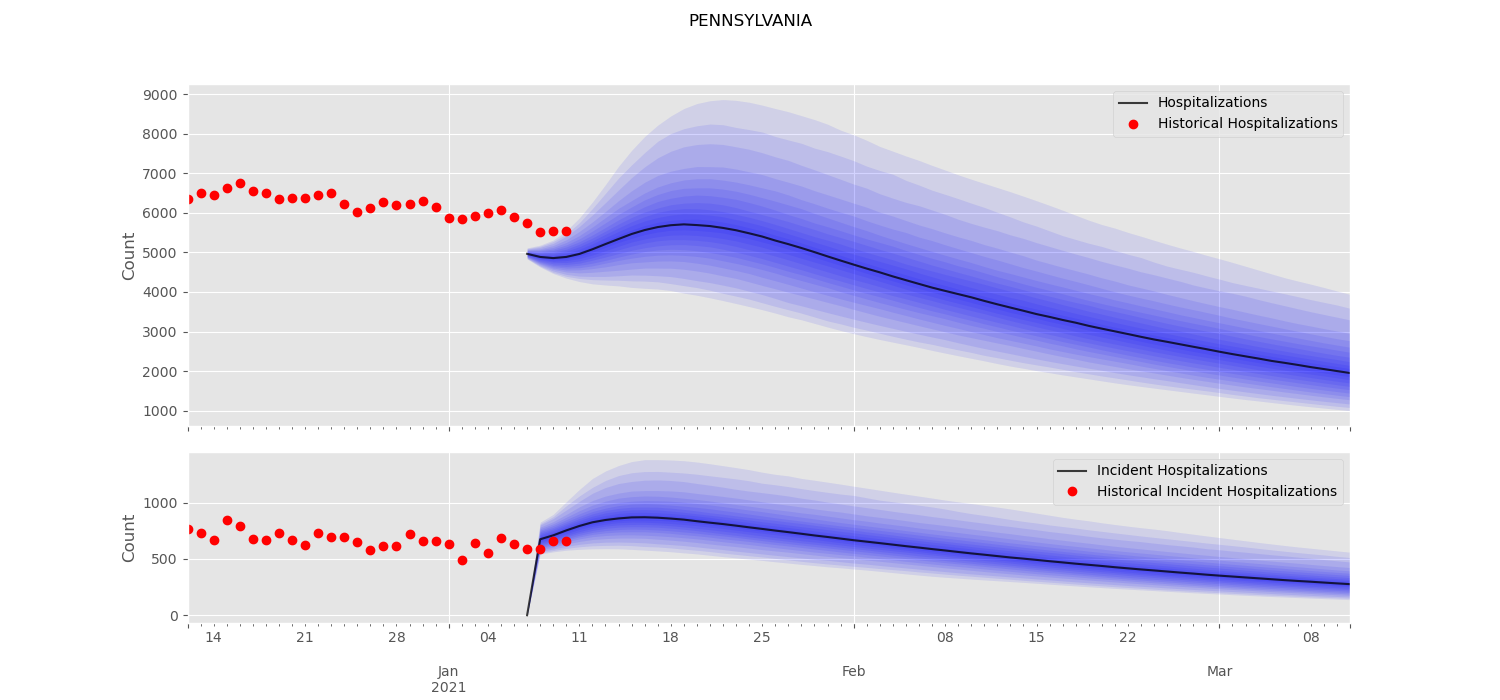 PENNSYLVANIA
9000
8000
7000
6000
5000
4000
3000
2000
1000
Count
Hospitalizations
Historical Hospitalizations
1000
500
0
Count
Incident Hospitalizations
Historical Incident Hospitalizations
14 21 28 04 11 18 25 08 15 22 08
Jan Feb Mar
2021